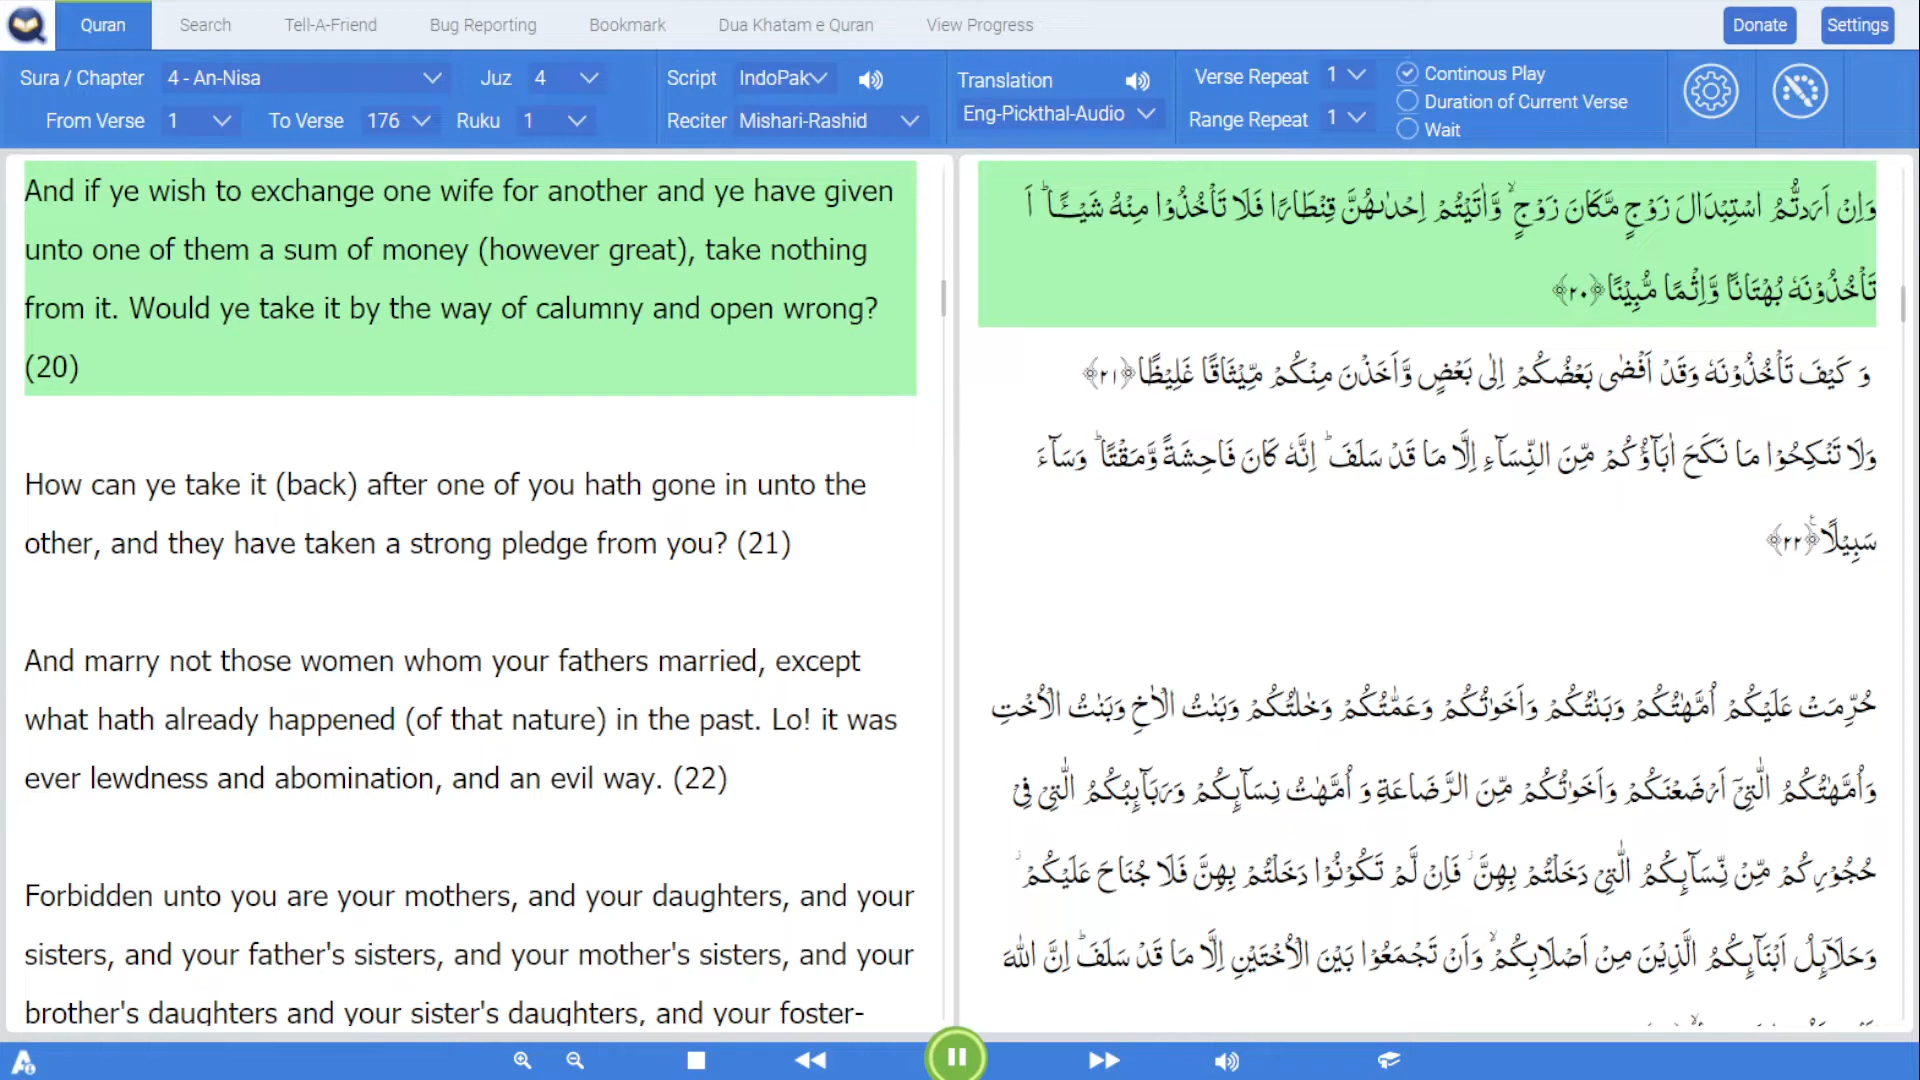 Quran Search Tell-A-Friend Bug Reporting Bookmark Dua Khatam e Quran View Progress Donate Settings
Sura / Chapter 4 - An-Nisa Juz 4 Script IndoPak Translation Verse Repeat 1 Continous Play
Duration of Current Verse
From Verse 1 To Verse 176 Ruku 1 Reciter Mishari-Rashid Eng-Pickthal-Audio Range Repeat 1 Wait
And if ye wish to exchange one wife for another and ye have given
unto one of them a sum of money (however great), take nothing
from it. Would ye take it by the way of calumny and open wrong?
(20)
How can ye take it (back) after one of you hath gone in unto the
other, and they have taken a strong pledge from you? (21)
And marry not those women whom your fathers married, except
what hath already happened (of that nature) in the past. Lo! it was
ever lewdness and abomination, and an evil way. (22)
Forbidden unto you are your mothers, and your daughters, and your
sisters, and your father's sisters, and your mother's sisters, and your
brother's daughters and your sister's daughters, and your foster-
وَاِنْ اَرَدْتُّمُ اسْتِبْدَالَ زَوْجٍ مَّكَانَ زَوْجٍ ۙ وَّاٰتَيْتُمْ اِحْدٰٮهُنَّ قِنْطَارًا فَلَا تَاْخُذُوْا مِنْهُ شَيْــًٔـا ؕ اَ
تَاْخُذُوْنَهٗ بُهْتَانًا وَّاِثْمًا مُّبِيْنًا ﴿۲۰﴾
وَ كَيْفَ تَاْخُذُوْنَهٗ وَقَدْ اَفْضٰى بَعْضُكُمْ اِلٰى بَعْضٍ وَّاَخَذْنَ مِنْكُمْ مِّيْثَاقًا غَلِيْظًا ﴿۲۱﴾
وَلَا تَنْكِحُوْا مَا نَكَحَ اٰبَآؤُكُمْ مِّنَ النِّسَآءِ اِلَّا مَا قَدْ سَلَفَ ؕ اِنَّهٗ كَانَ فَاحِشَةً وَّمَقْتًا ؕ وَسَآءَ
سَبِيْلًا ﴿۲۲﴾
حُرِّمَتْ عَلَيْكُمْ اُمَّهٰتُكُمْ وَبَنٰتُكُمْ وَاَخَوٰتُكُمْ وَعَمّٰتُكُمْ وَخٰلٰتُكُمْ وَبَنٰتُ الْاَخِ وَبَنٰتُ الْاُخْتِ
وَاُمَّهٰتُكُمُ الّٰتِىْۤ اَرْضَعْنَكُمْ وَاَخَوٰتُكُمْ مِّنَ الرَّضَاعَةِ وَ اُمَّهٰتُ نِسَآٮِٕكُمْ وَرَبَآٮِٕبُكُمُ الّٰتِىْ فِىْ
حُجُوْرِكُمْ مِّنْ نِّسَآٮِٕكُمُ الّٰتِىْ دَخَلْتُمْ بِهِنَّ ۚ فَاِنْ لَّمْ تَكُوْنُوْا دَخَلْتُمْ بِهِنَّ فَلَا جُنَاحَ عَلَيْكُمْ ۚ
وَحَلَاۤٮِٕلُ اَبْنَآٮِٕكُمُ الَّذِيْنَ مِنْ اَصْلَابِكُمْ ۙ وَاَنْ تَجْمَعُوْا بَيْنَ الْاُخْتَيْنِ اِلَّا مَا قَدْ سَلَفَ ؕ اِنَّ اللّٰهَ